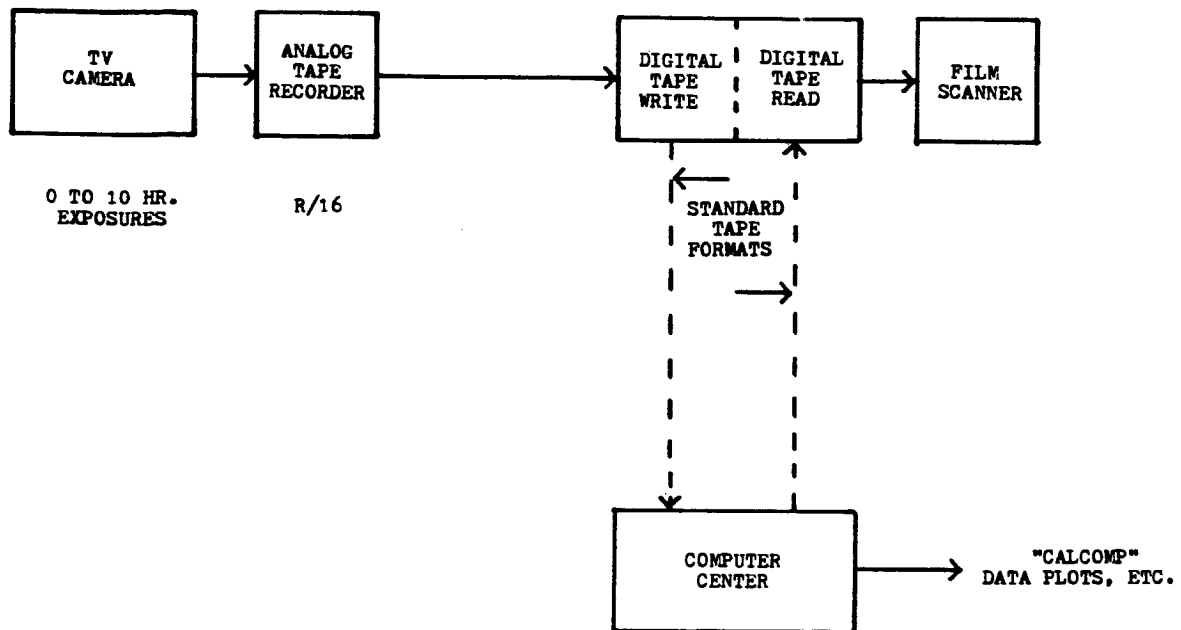 TV
CAMERA
ANALOG
TAPE
RECORDER
DIGITAL
TAPE
WRITE
DIGITAL
TAPE
READ
FILM
SCANNER
0 TO 10 HR.
EXPOSURES
R/16
STANDARD
TAPE
FORMATS
COMPUTER
CENTER
"CALCOMP"
DATA PLOTS, ETC.